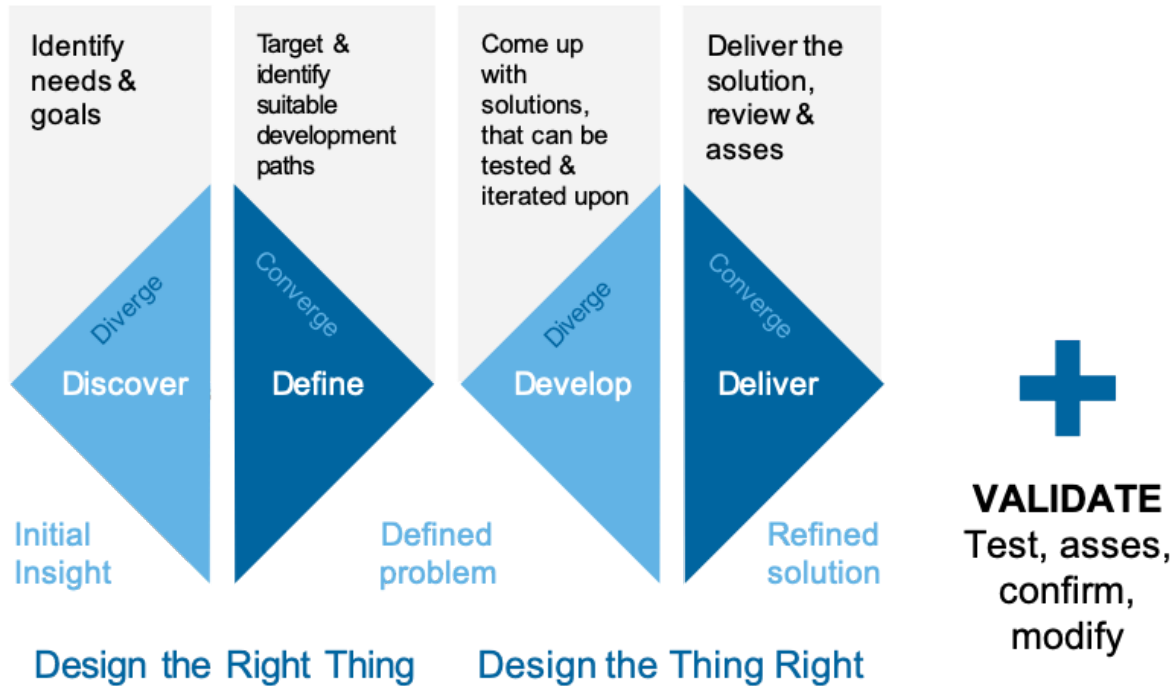 Identify
needs &
goals
Target &
identify
suitable
development
paths
Come up
with
solutions,
that can be
tested &
iterated upon
Deliver the
solution,
review &
asses
Diverge
Discover
Converge
Define
Diverge
Develop
Converge
Deliver
Initial
Insight
Defined
problem
Refined
solution
Design the Right Thing
Design the Thing Right
VALIDATE
Test, asses,
confirm,
modify